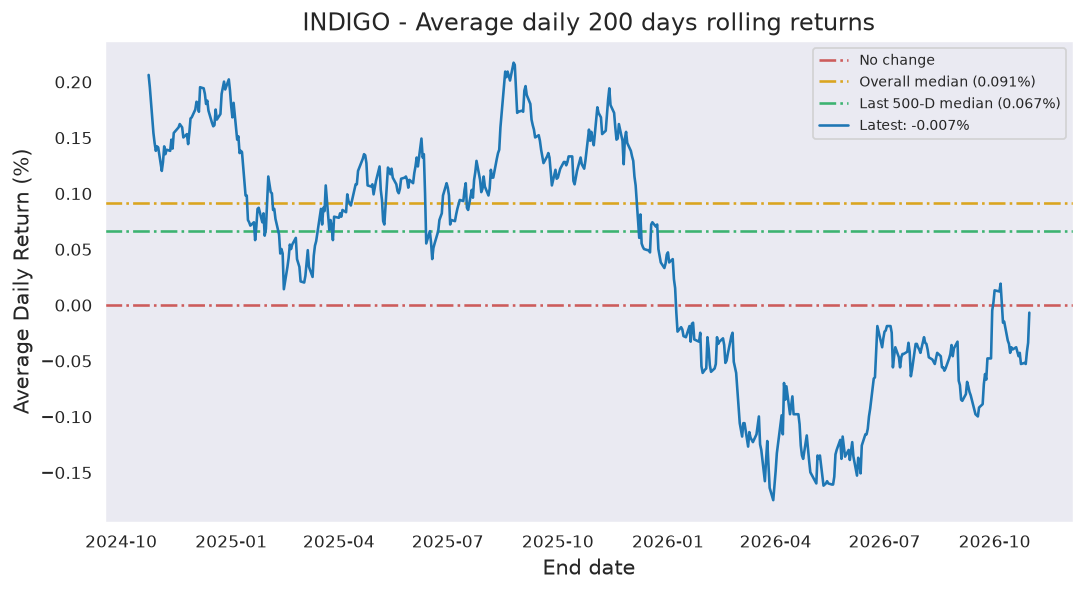 INDIGO - Average daily 200 days rolling returns
No change
Overall median (0.091%)
Last 500-D median (0.067%)
Latest: -0.007%
Average Daily Return (%)
0.20
0.15
0.10
0.05
0.00
−0.05
−0.10
−0.15
2024-10 2025-01 2025-04 2025-07 2025-10 2026-01 2026-04 2026-07 2026-10
End date